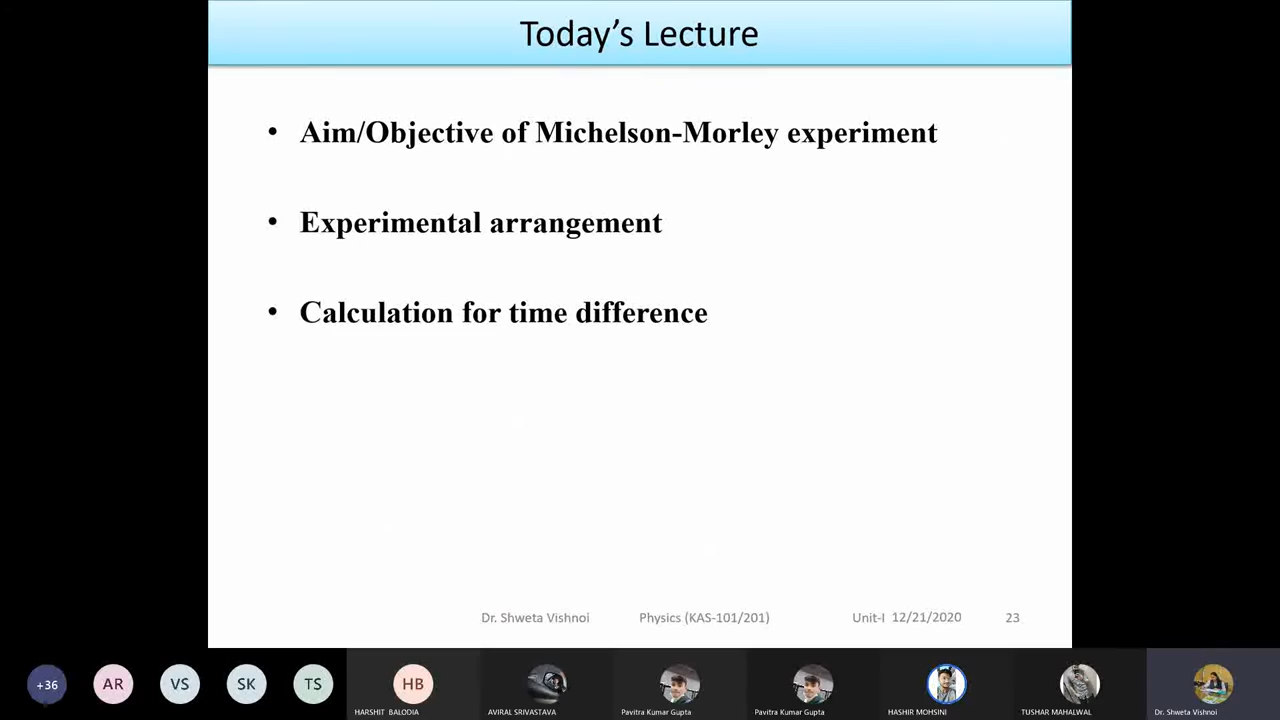 Today's Lecture
• Aim/Objective of Michelson-Morley experiment
• Experimental arrangement
• Calculation for time difference
Dr. Shweta Vishnoi Physics (KAS-101/201) Unit-I 12/21/2020 23
+36 AR VS SK TS HB
HARSHIT BALODIA AVIRAL SRIVASTAVA Pavitra Kumar Gupta Pavitra Kumar Gupta HASHIR MOHSINI TUSHAR MAHALWAL Dr. Shweta Vishnoi